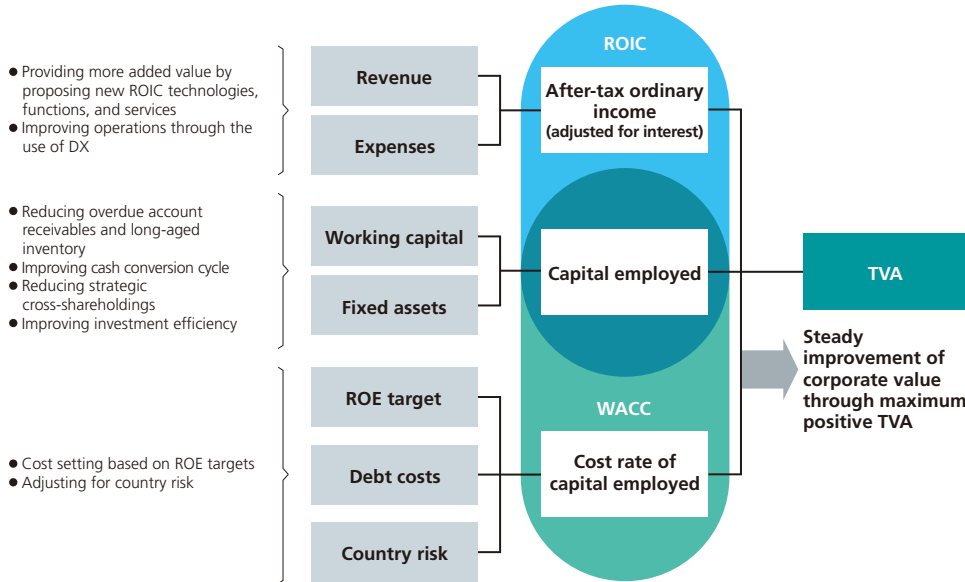 ● Providing more added value by
proposing new ROIC technologies,
functions, and services
● Improving operations through the
use of DX
Revenue
Expenses
ROIC
After-tax ordinary
income
(adjusted for interest)
● Reducing overdue account
receivables and long-aged
inventory
● Improving cash conversion cycle
● Reducing strategic
cross-shareholdings
● Improving investment efficiency
Working capital
Fixed assets
Capital employed
TVA
Steady
improvement of
corporate value
through maximum
positive TVA
● Cost setting based on ROE targets
● Adjusting for country risk
ROE target
Debt costs
Country risk
WACC
Cost rate of
capital employed